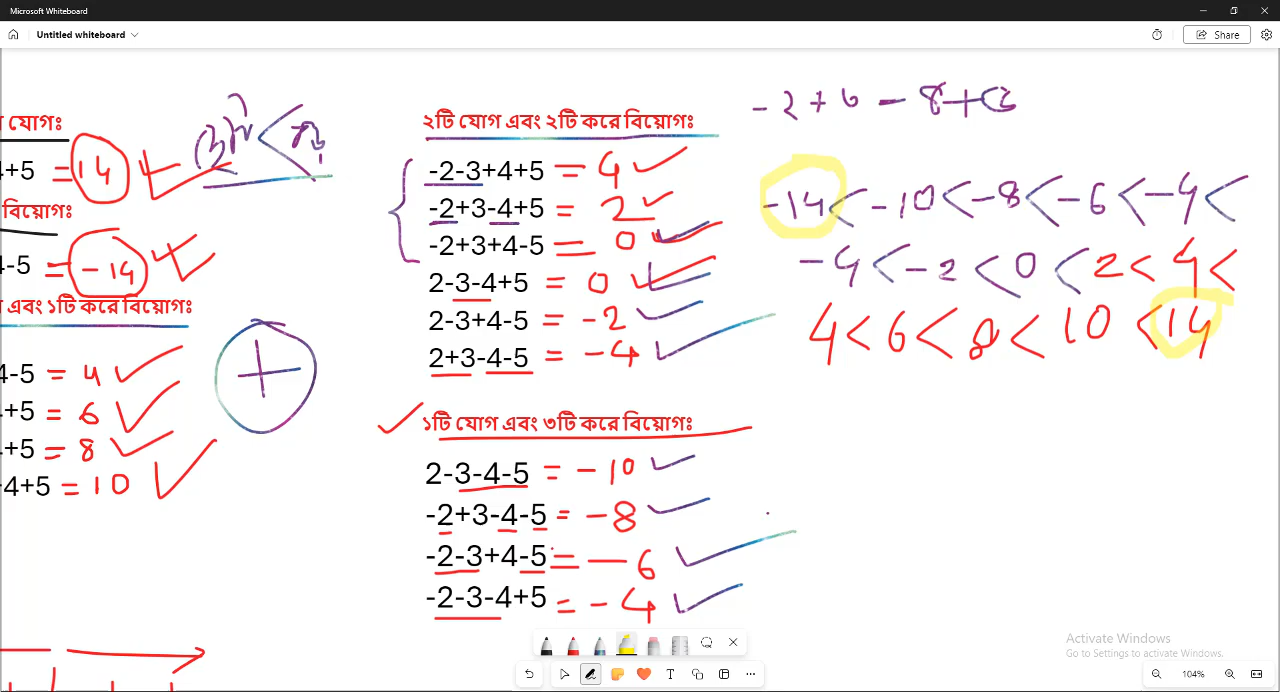 Microsoft Whiteboard
Untitled whiteboard
Share
যোগঃ
+5 = 14
বিয়োগঃ
-5 = -14
এবং ১টি করে বিয়োগঃ
4-5 = 4
+5 = 6
+5 = 8
4+5 = 10
২টি যোগ এবং ২টি করে বিয়োগঃ
-2-3+4+5 = 4
-2+3-4+5 = 2
-2+3+4-5 = 0
2-3-4+5 = 0
2-3+4-5 = -2
2+3-4-5 = -4
১টি যোগ এবং ৩টি করে বিয়োগঃ
2-3-4-5 = -10
-2+3-4-5 = -8
-2-3+4-5 = -6
-2-3-4+5 = -4
-2+6-8+
-14 < -10 < -8 < -6 < -4 <
-4 < -2 < 0 < 2 < 4 <
4 < 6 < 8 < 10 < 14
+
Activate Windows
Go to Settings to activate Windows.
104%